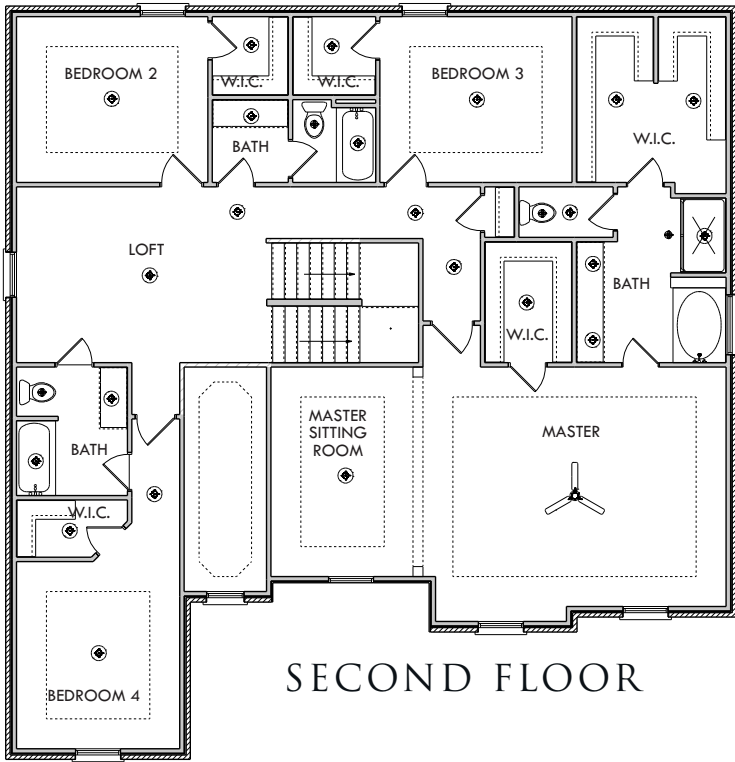 BEDROOM 2
W.I.C.
W.I.C.
BEDROOM 3
W.I.C.
BATH
LOFT
BATH
W.I.C.
MASTER
SITTING
ROOM
MASTER
BATH
W.I.C.
BEDROOM 4
SECOND FLOOR